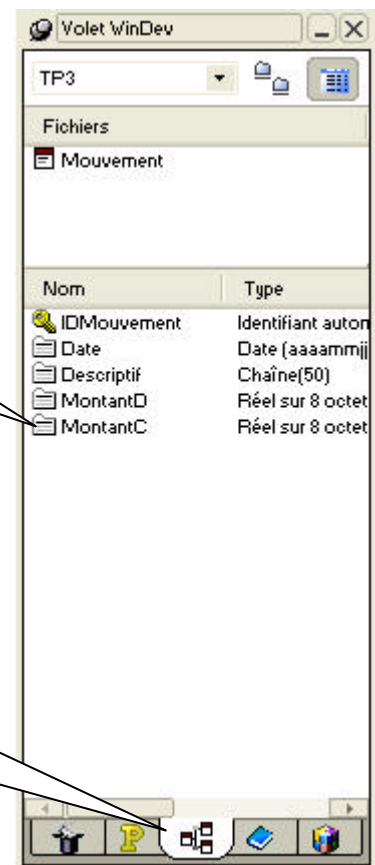 Volet WinDev
TP3
Fichiers
Mouvement
Nom Type
IDMouvement Identifiant auton
Date Date (aaaammjj
Descriptif Chaîne(50)
MontantD Réel sur 8 octet
MontantC Réel sur 8 octet
P